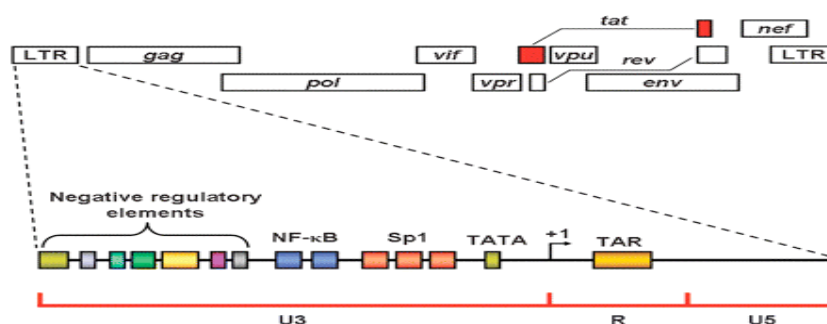 tat nef
LTR gag vif vpu rev LTR
pol vpr env
Negative regulatory
elements
NF-κB Sp1 TATA +1 TAR
U3 R U5